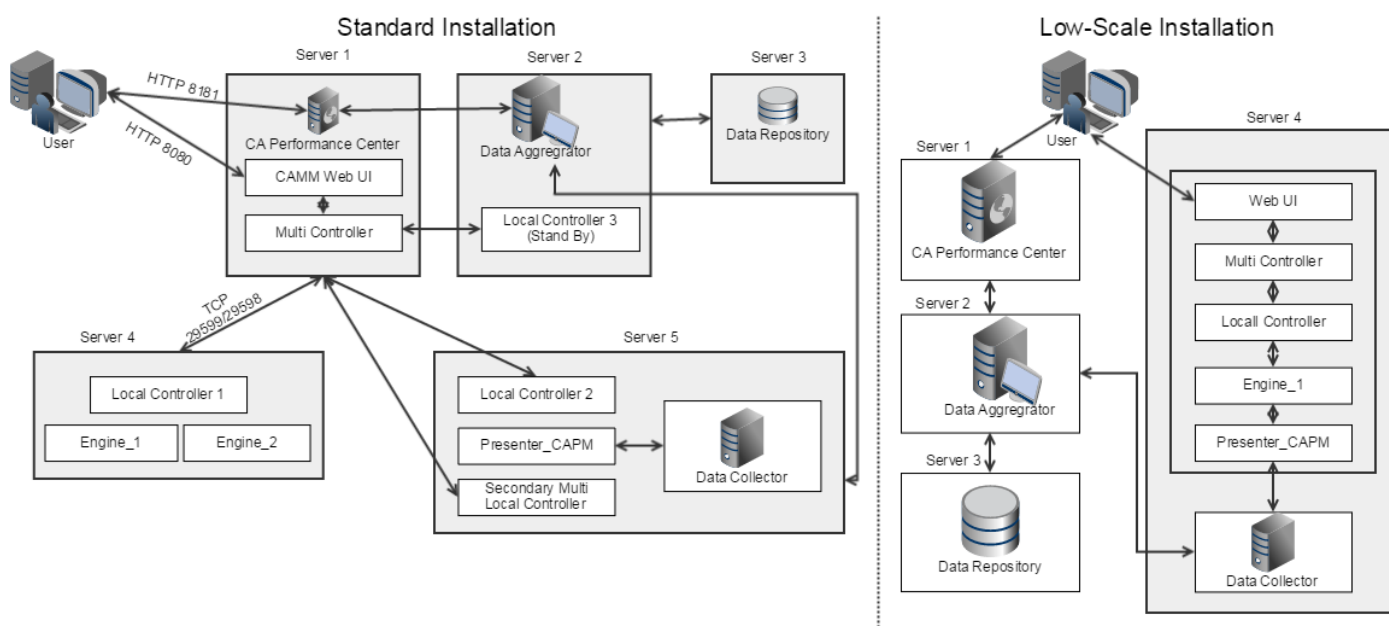 Standard Installation
Server 1
Server 2
Server 3
HTTP 8181
HTTP 8080
User
CA Performance Center
CAMM Web UI
Multi Controller
Data Aggregrator
Local Controller 3
(Stand By)
Data Repository
TCP
29599/29598
Server 4
Local Controller 1
Engine_1
Engine_2
Server 5
Local Controller 2
Presenter_CAPM
Secondary Multi
Local Controller
Data Collector
Low-Scale Installation
User
Server 1
CA Performance Center
Server 2
Data Aggregrator
Server 3
Data Repository
Server 4
Web UI
Multi Controller
Locall Controller
Engine_1
Presenter_CAPM
Data Collector